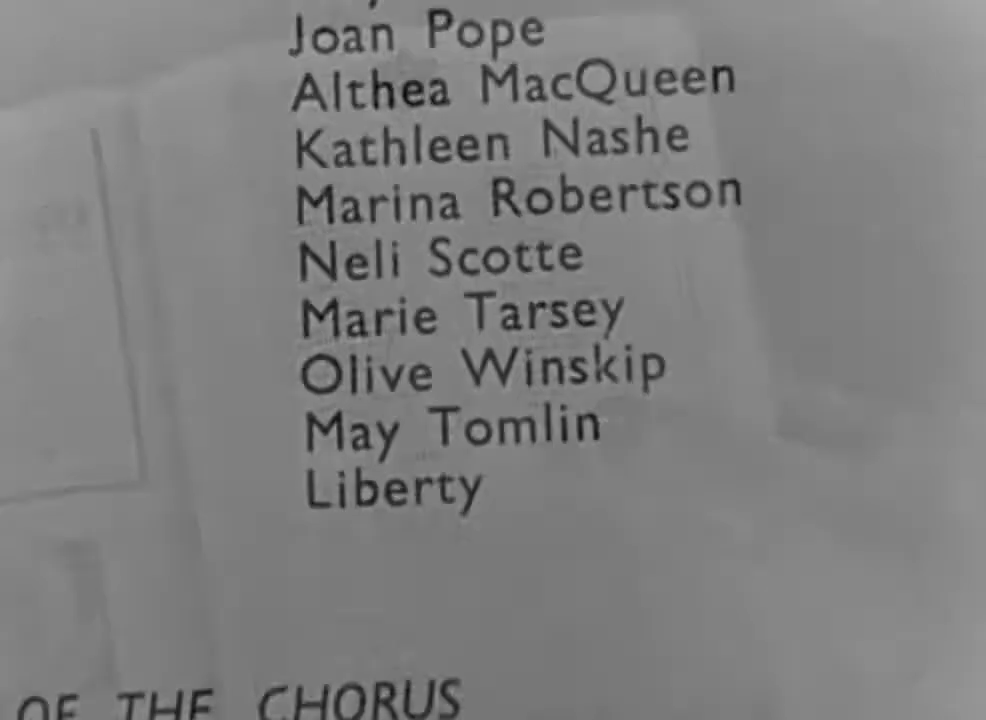 Joan Pope
Althea MacQueen
Kathleen Nashe
Marina Robertson
Neli Scotte
Marie Tarsey
Olive Winskip
May Tomlin
Liberty
OF THE CHORUS